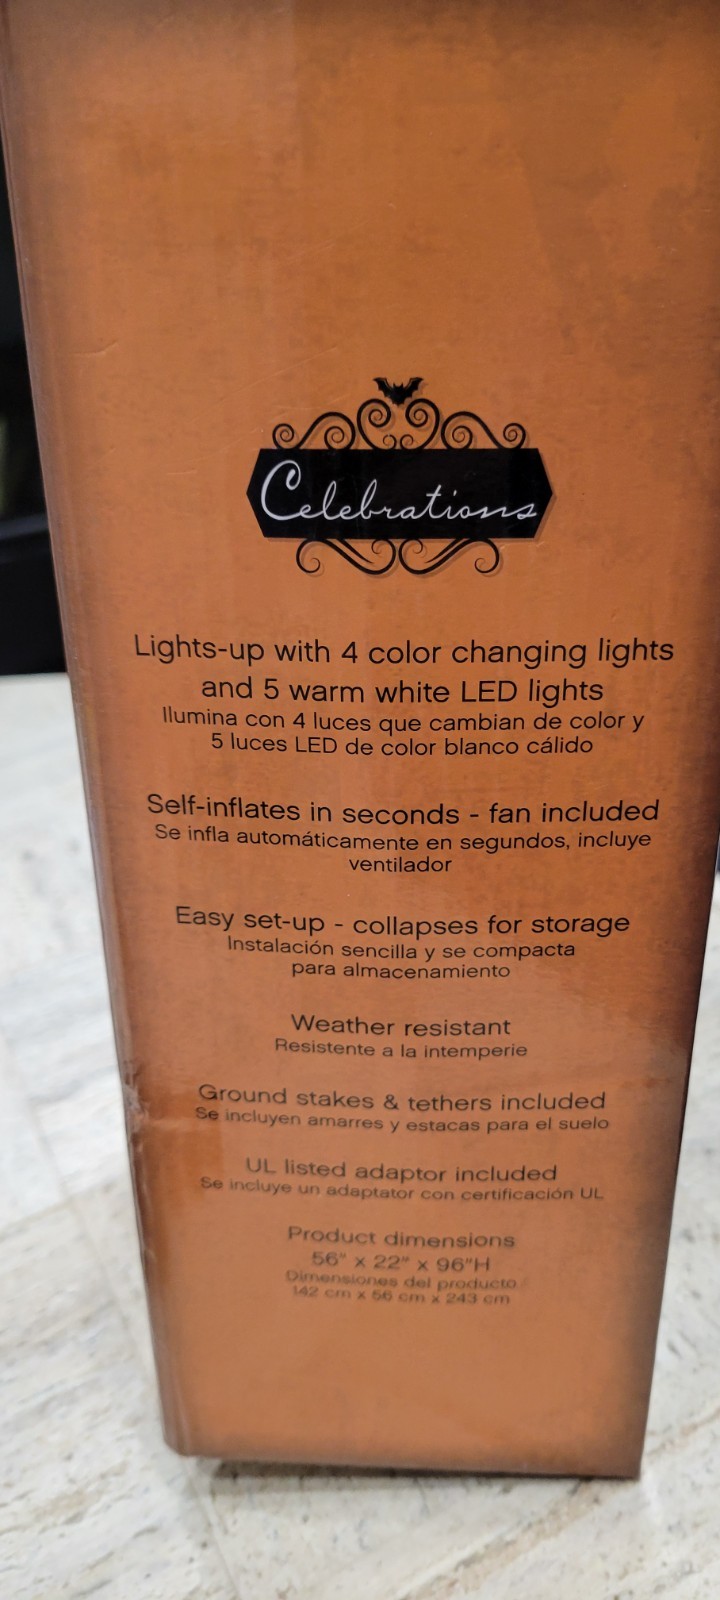 Celebrations
Lights-up with 4 color changing lights
and 5 warm white LED lights
Ilumina con 4 luces que cambian de color y
5 luces LED de color blanco cálido
Self-inflates in seconds - fan included
Se infla automáticamente en segundos, incluye
ventilador
Easy set-up - collapses for storage
Instalación sencilla y se compacta
para almacenamiento
Weather resistant
Resistente a la intemperie
Ground stakes & tethers included
Se incluyen amarres y estacas para el suelo
UL listed adaptor included
Se incluye un adaptator con certificación UL
Product dimensions
56" x 22" x 96"H
Dimensiones del producto
142 cm x 56 cm x 243 cm